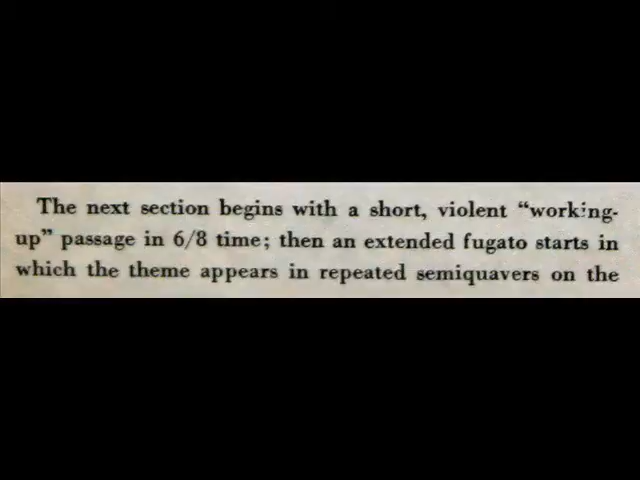 The next section begins with a short, violent “working-
up” passage in 6/8 time; then an extended fugato starts in
which the theme appears in repeated semiquavers on the